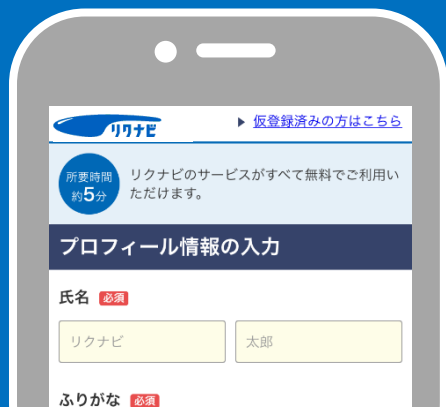 リクナビ
▶ 仮登録済みの方はこちら
所要時間
約5分
リクナビのサービスがすべて無料でご利用い
ただけます。
プロフィール情報の入力
氏名 必須
リクナビ 太郎
ふりがな 必須